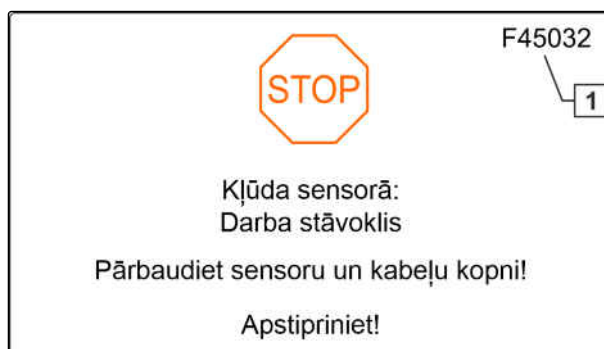 F45032
STOP
1
Kļūda sensorā:
Darba stāvoklis
Pārbaudiet sensoru un kabeļu kopni!
Apstipriniet!